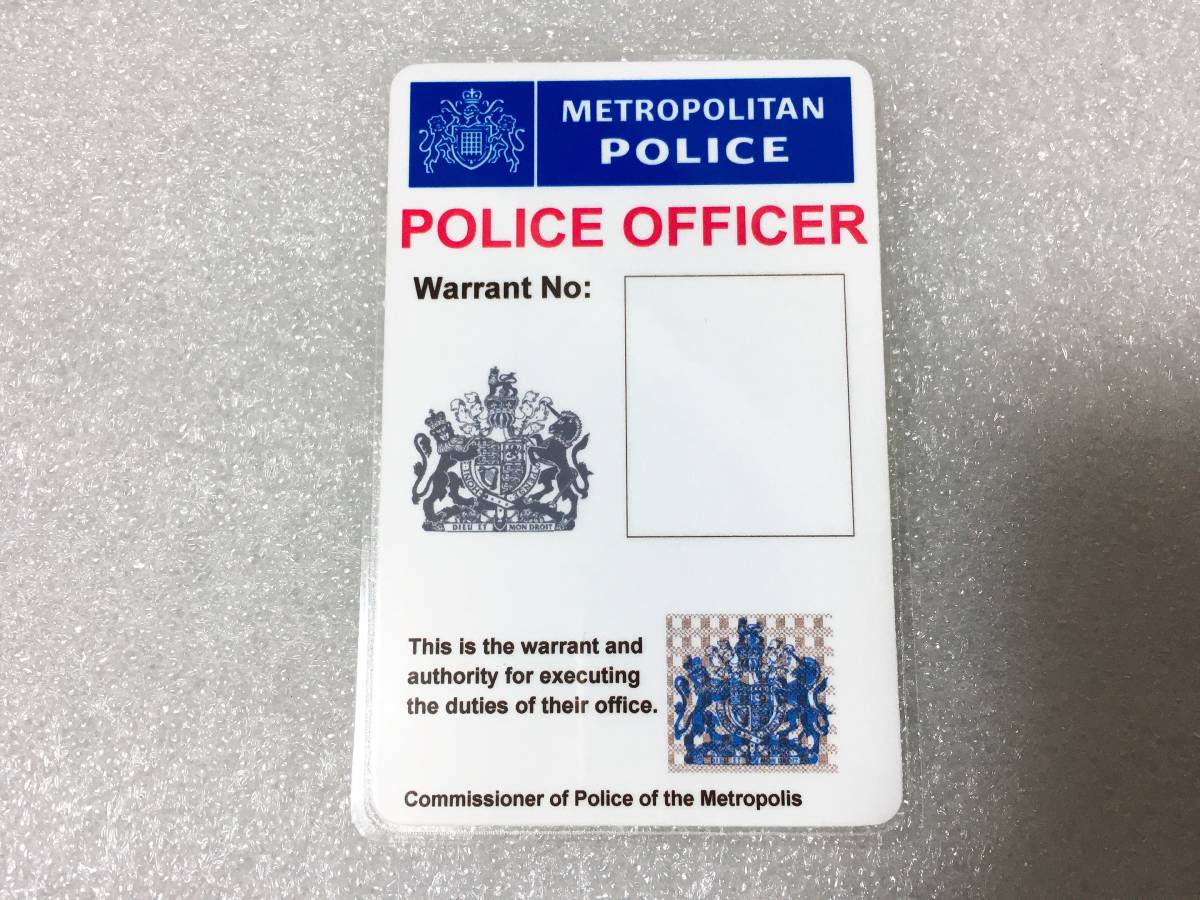 METROPOLITAN
POLICE
POLICE OFFICER
Warrant No:
DIEU ET MON DROIT
This is the warrant and
authority for executing
the duties of their office.
Commissioner of Police of the Metropolis